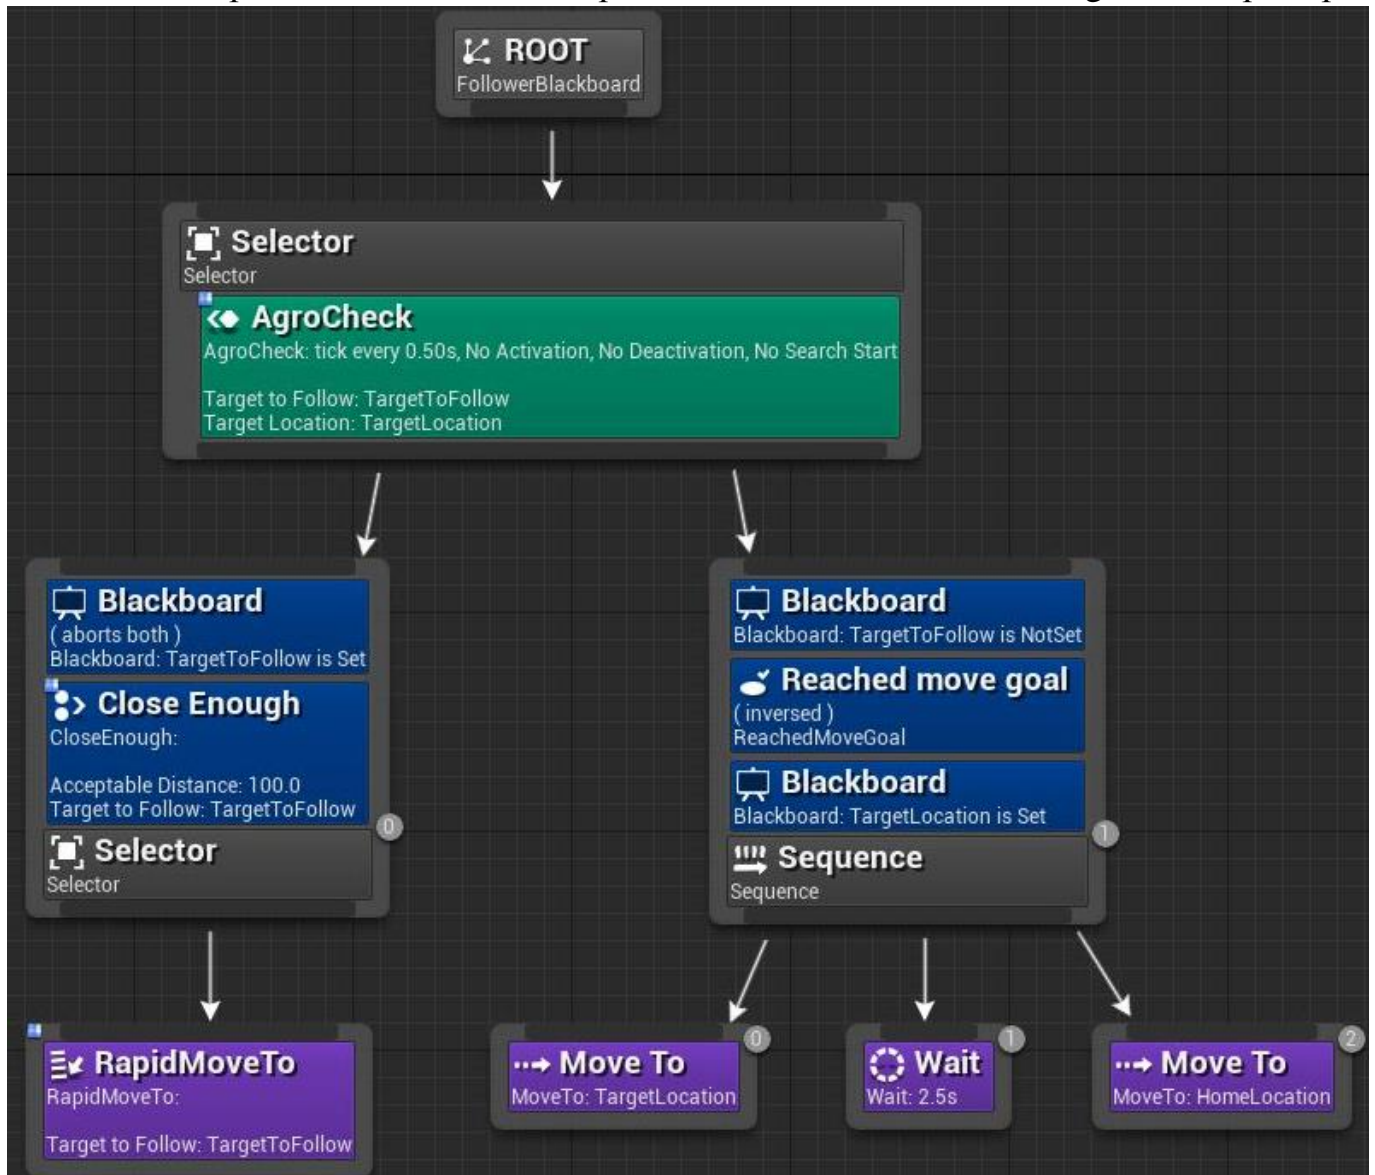 ROOT
FollowerBlackboard
Selector
Selector
AgroCheck
AgroCheck: tick every 0.50s, No Activation, No Deactivation, No Search Start
Target to Follow: TargetToFollow
Target Location: TargetLocation
Blackboard
( aborts both )
Blackboard: TargetToFollow is Set
Close Enough
CloseEnough:
Acceptable Distance: 100.0
Target to Follow: TargetToFollow
0
Selector
Selector
Blackboard
Blackboard: TargetToFollow is NotSet
Reached move goal
( inversed )
ReachedMoveGoal
Blackboard
Blackboard: TargetLocation is Set
1
Sequence
Sequence
RapidMoveTo
RapidMoveTo:
Target to Follow: TargetToFollow
0
Move To
MoveTo: TargetLocation
1
Wait
Wait: 2.5s
2
Move To
MoveTo: HomeLocation